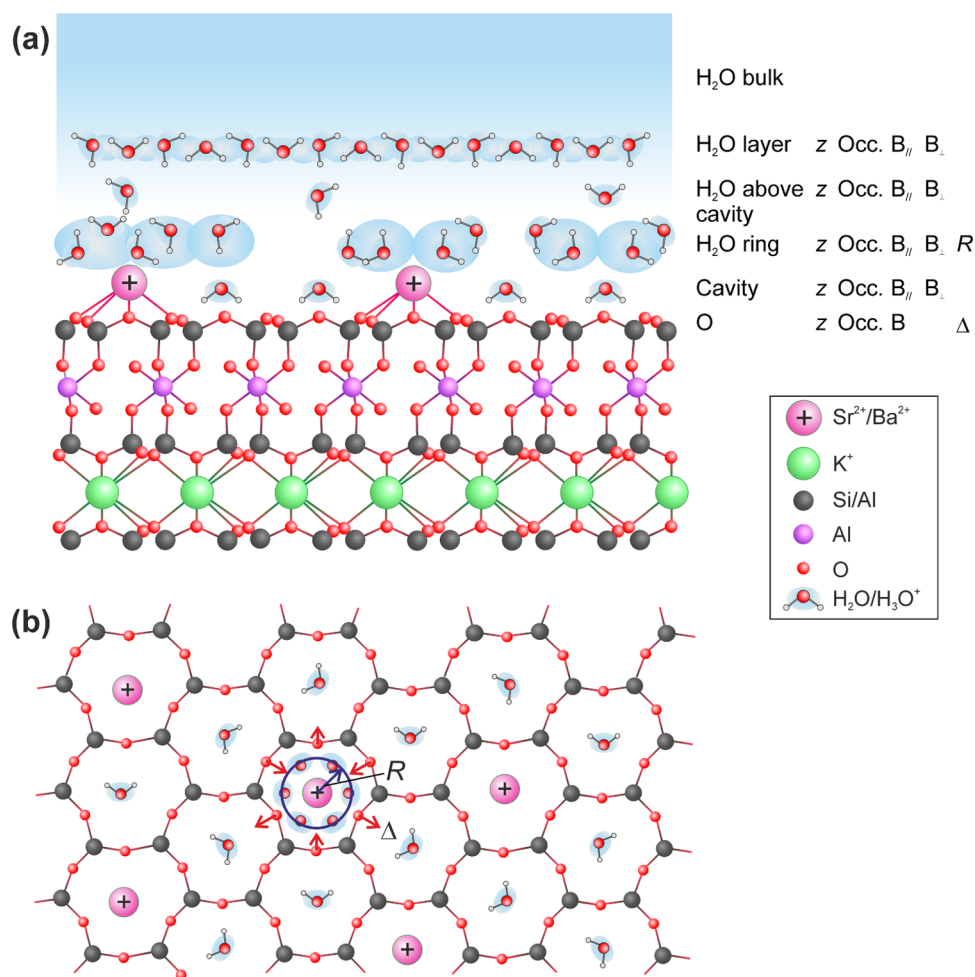 (a)
H₂O bulk
H₂O layer z Occ. B// B⊥
H₂O above z Occ. B// B⊥
cavity
H₂O ring z Occ. B// B⊥ R
Cavity z Occ. B// B⊥
O z Occ. B Δ
+ +
+ Sr²⁺/Ba²⁺
K⁺
Si/Al
Al
O
H₂O/H₃O⁺
(b)
+
R
+ +
Δ
+
+